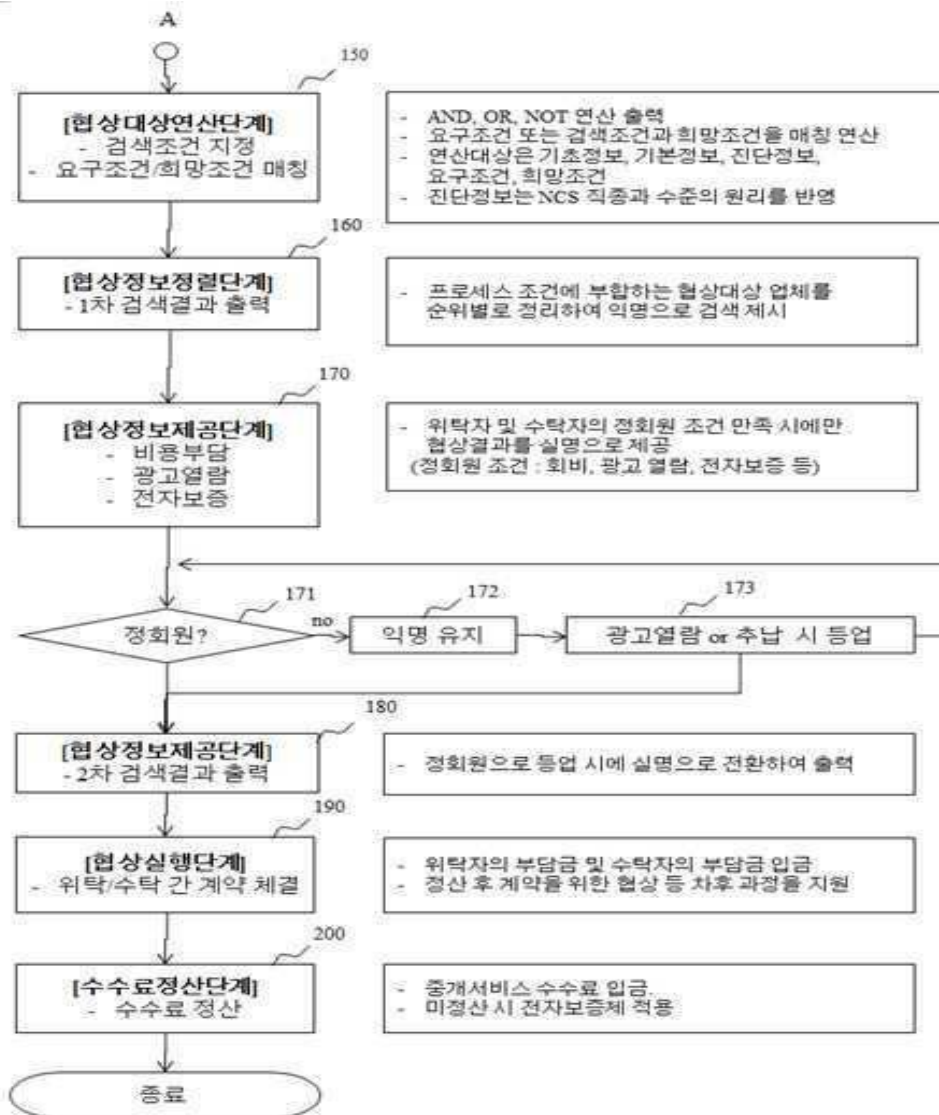 A
150
[협상대상연산단계]
- 검색조건 지정
- 요구조건/희망조건 매칭
- AND, OR, NOT 연산 출력
- 요구조건 또는 검색조건과 희망조건을 매칭 연산
- 연산대상은 기초정보, 기본정보, 진단정보,
요구조건, 희망조건
- 진단정보는 NCS 직종과 수준의 원리를 반영
160
[협상정보정렬단계]
- 1차 검색결과 출력
- 프로세스 조건에 부합하는 협상대상 업체를
순위별로 정리하여 익명으로 검색 제시
170
[협상정보제공단계]
- 비용부담
- 광고열람
- 전자보증
- 위탁자 및 수탁자의 정회원 조건 만족 시에만
협상결과를 실명으로 제공
(정회원 조건 : 회비, 광고 열람, 전자보증 등)
171
정회원?
no
172
익명 유지
173
광고열람 or 추납 시 등업
180
[협상정보제공단계]
- 2차 검색결과 출력
- 정회원으로 등업 시에 실명으로 전환하여 출력
190
[협상실행단계]
- 위탁/수탁 간 계약 체결
- 위탁자의 부담금 및 수탁자의 부담금 입금
- 정산 후 계약을 위한 협상 등 차후 과정을 지원
200
[수수료정산단계]
- 수수료 정산
- 중개서비스 수수료 입금
- 미정산 시 전자보증제 적용
종료